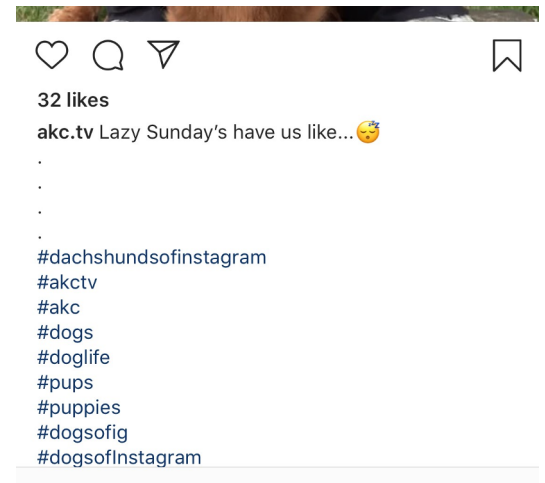 32 likes
akc.tv Lazy Sunday’s have us like...😴
.
.
.
.
#dachshundsofinstagram
#akctv
#akc
#dogs
#doglife
#pups
#puppies
#dogsofig
#dogsofInstagram